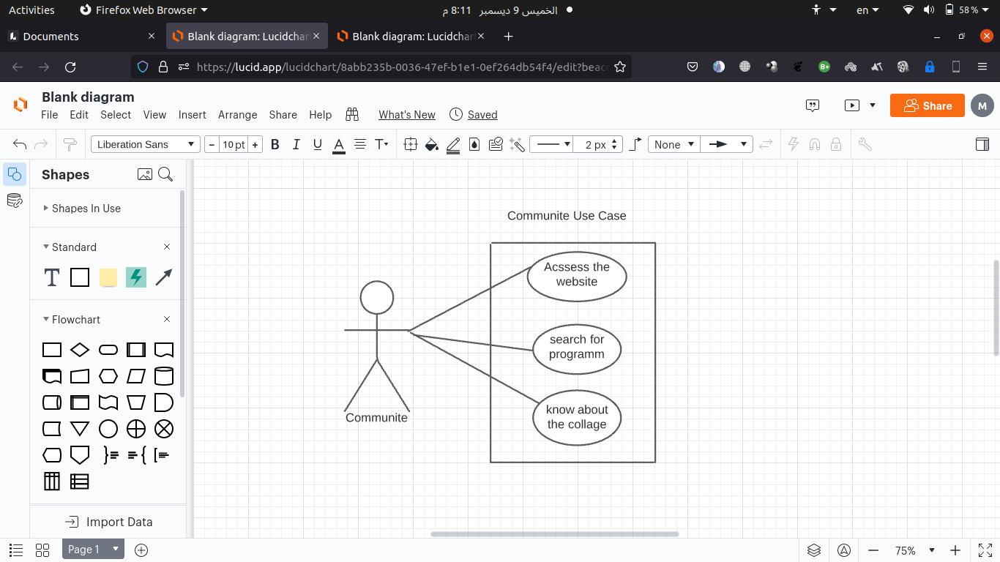 Activities
Firefox Web Browser
الخميس 9 ديسمبر 8:11 م
en
58 %
Documents
Blank diagram: Lucidchart
Blank diagram: Lucidchart
https://lucid.app/lucidchart/8abb235b-0036-47ef-b1e1-0ef264db54f4/edit?beac
Blank diagram
File Edit Select View Insert Arrange Share Help What's New Saved
Share
M
Liberation Sans
10 pt
B I U A T
2 px
None
Shapes
Shapes In Use
Standard
T
Flowchart
Import Data
Communite Use Case
Acssess the
website
search for
programm
know about
the collage
Communite
Page 1
75%